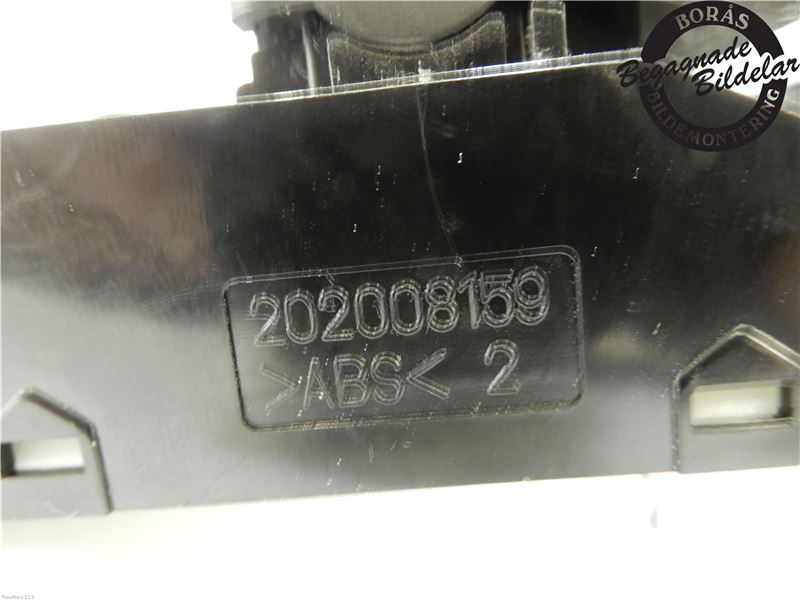 BORÅS
Begagnade
Bildelar
BILDEMONTERING
202008159
>ABS< 2